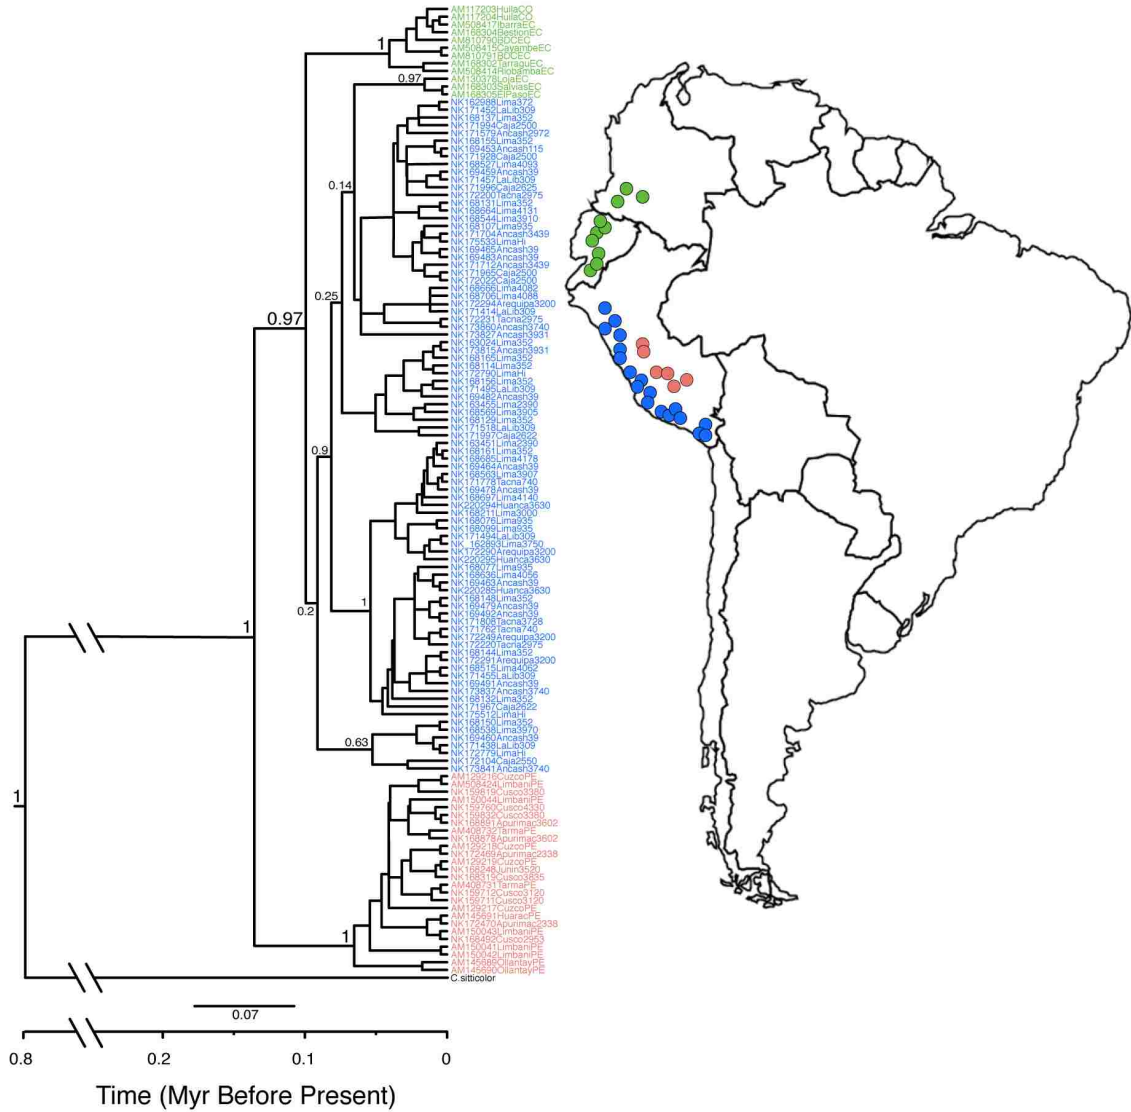 AM117203HuilaCO
AM117204HuilaCO
AM508417IbarraEC
AM168304BestionEC
AM810790BDCEC
AM508415CayambeEC
AM810791BDCEC
AM168302TarraguEC
AM508414RiobambaEC
AM130378LojaEC
AM168303SalviasEC
AM168305ElPasoEC
NK162988Lima372
NK171452LaLib309
NK168137Lima352
NK171994Caja2500
NK171579Ancash2972
NK168155Lima352
NK169453Ancash115
NK171928Caja2500
NK168527Lima4093
NK169459Ancash39
NK171457LaLib309
NK171996Caja2625
NK172200Tacna2975
NK168131Lima352
NK168664Lima4131
NK168544Lima3910
NK168107Lima935
NK171704Ancash3439
NK175533LimaHi
NK169465Ancash39
NK169483Ancash39
NK171712Ancash3439
NK171965Caja2500
NK172022Caja2500
NK168666Lima4082
NK168706Lima4088
NK172294Arequipa3200
NK171414LaLib309
NK172231Tacna2975
NK173860Ancash3740
NK173827Ancash3931
NK163024Lima352
NK173815Ancash3931
NK168165Lima352
NK168114Lima352
NK172790LimaHi
NK168156Lima352
NK171495LaLib309
NK169482Ancash39
NK163455Lima2390
NK168569Lima3905
NK168129Lima352
NK171518LaLib309
NK171997Caja2622
NK163451Lima2390
NK168161Lima352
NK168685Lima4178
NK169464Ancash39
NK168563Lima3907
NK171778Tacna740
NK169478Ancash39
NK168697Lima4140
NK220294Huanca3630
NK168211Lima3000
NK168076Lima935
NK168099Lima935
NK171494LaLib309
NK_162893Lima3750
NK172290Arequipa3200
NK220295Huanca3630
NK168077Lima935
NK168636Lima4056
NK169463Ancash39
NK220285Huanca3630
NK168148Lima352
NK169479Ancash39
NK169492Ancash39
NK171808Tacna3728
NK171762Tacna740
NK172249Arequipa3200
NK172220Tacna2975
NK168144Lima352
NK172291Arequipa3200
NK168515Lima4062
NK171455LaLib309
NK169491Ancash39
NK173837Ancash3740
NK168132Lima352
NK171967Caja2622
NK175512LimaHi
NK168150Lima352
NK168538Lima3970
NK169460Ancash39
NK171438LaLib309
NK172779LimaHi
NK172104Caja2550
NK173841Ancash3740
AM129216CuzcoPE
AM508424LimbaniPE
NK159819Cusco3380
AM150044LimbaniPE
NK159760Cusco4330
NK159832Cusco3380
NK168891Apurimac3602
AM408732TarmaPE
NK168878Apurimac3602
AM129218CuzcoPE
NK172469Apurimac2338
AM129219CuzcoPE
NK168248Junin3520
NK168319Cusco3835
AM408731TarmaPE
NK159712Cusco3120
NK159711Cusco3120
AM129217CuzcoPE
AM145691HuaracPE
NK172470Apurimac2338
AM150043LimbaniPE
NK168492Cusco2953
AM150041LimbaniPE
AM150042LimbaniPE
AM145689OllantayPE
AM145690OllantayPE
C.sitticolor
1
0.97
0.14
0.25
0.97
0.9
1
0.2
1
0.63
1
1
0.07
0.8
0.2
0.1
0
Time (Myr Before Present)